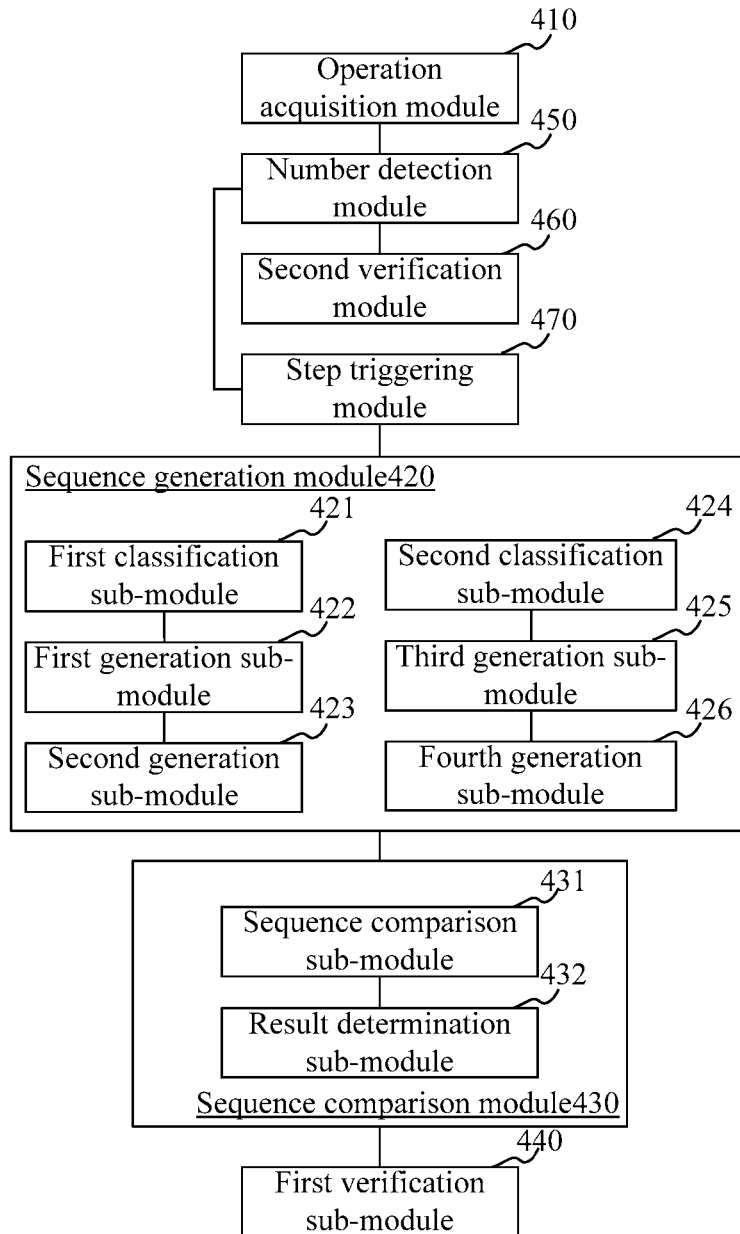 410
Operation
acquisition module
450
Number detection
module
460
Second verification
module
470
Step triggering
module
Sequence generation module420
421
First classification
sub-module
422
First generation sub-
module
423
Second generation
sub-module
424
Second classification
sub-module
425
Third generation sub-
module
426
Fourth generation
sub-module
431
Sequence comparison
sub-module
432
Result determination
sub-module
Sequence comparison module430
440
First verification
sub-module